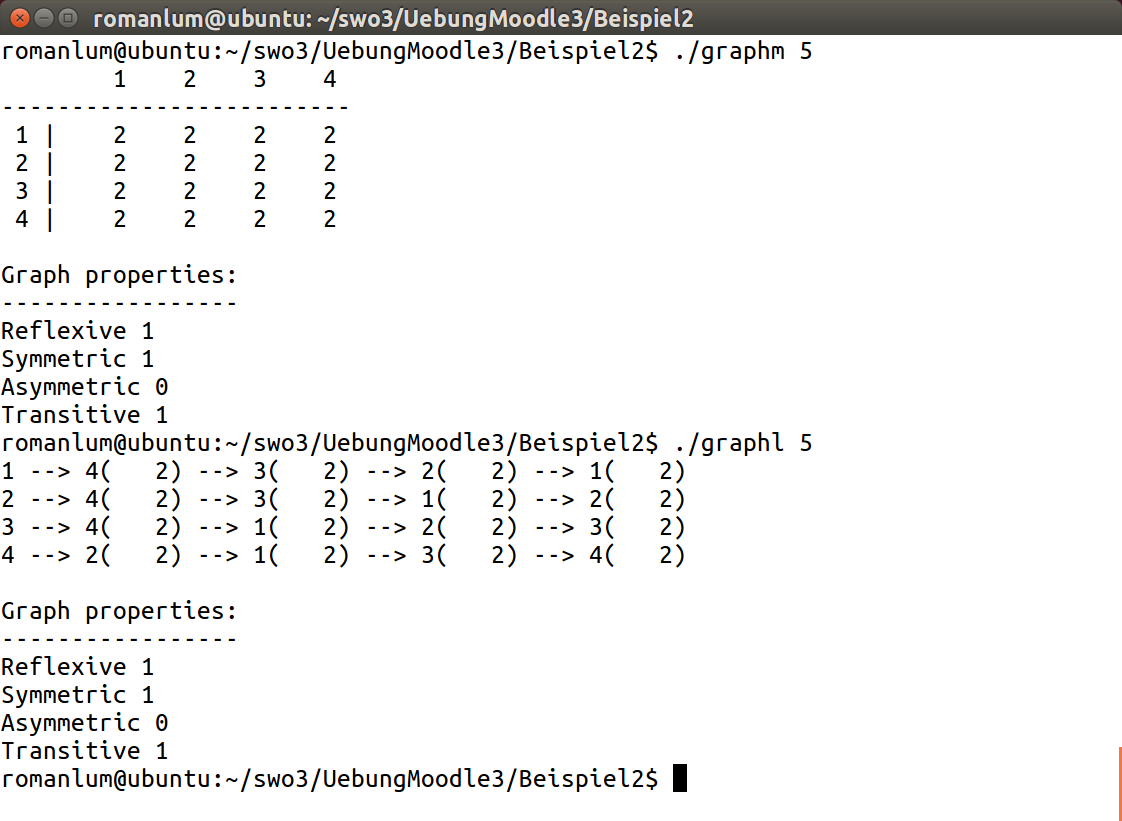 romanlum@ubuntu: ~/swo3/UebungMoodle3/Beispiel2
romanlum@ubuntu:~/swo3/UebungMoodle3/Beispiel2$ ./graphm 5
        1    2    3    4
-------------------------
 1 |    2    2    2    2
 2 |    2    2    2    2
 3 |    2    2    2    2
 4 |    2    2    2    2

Graph properties:
-----------------
Reflexive 1
Symmetric 1
Asymmetric 0
Transitive 1
romanlum@ubuntu:~/swo3/UebungMoodle3/Beispiel2$ ./graphl 5
1 --> 4(   2) --> 3(   2) --> 2(   2) --> 1(   2)
2 --> 4(   2) --> 3(   2) --> 1(   2) --> 2(   2)
3 --> 4(   2) --> 1(   2) --> 2(   2) --> 3(   2)
4 --> 2(   2) --> 1(   2) --> 3(   2) --> 4(   2)

Graph properties:
-----------------
Reflexive 1
Symmetric 1
Asymmetric 0
Transitive 1
romanlum@ubuntu:~/swo3/UebungMoodle3/Beispiel2$